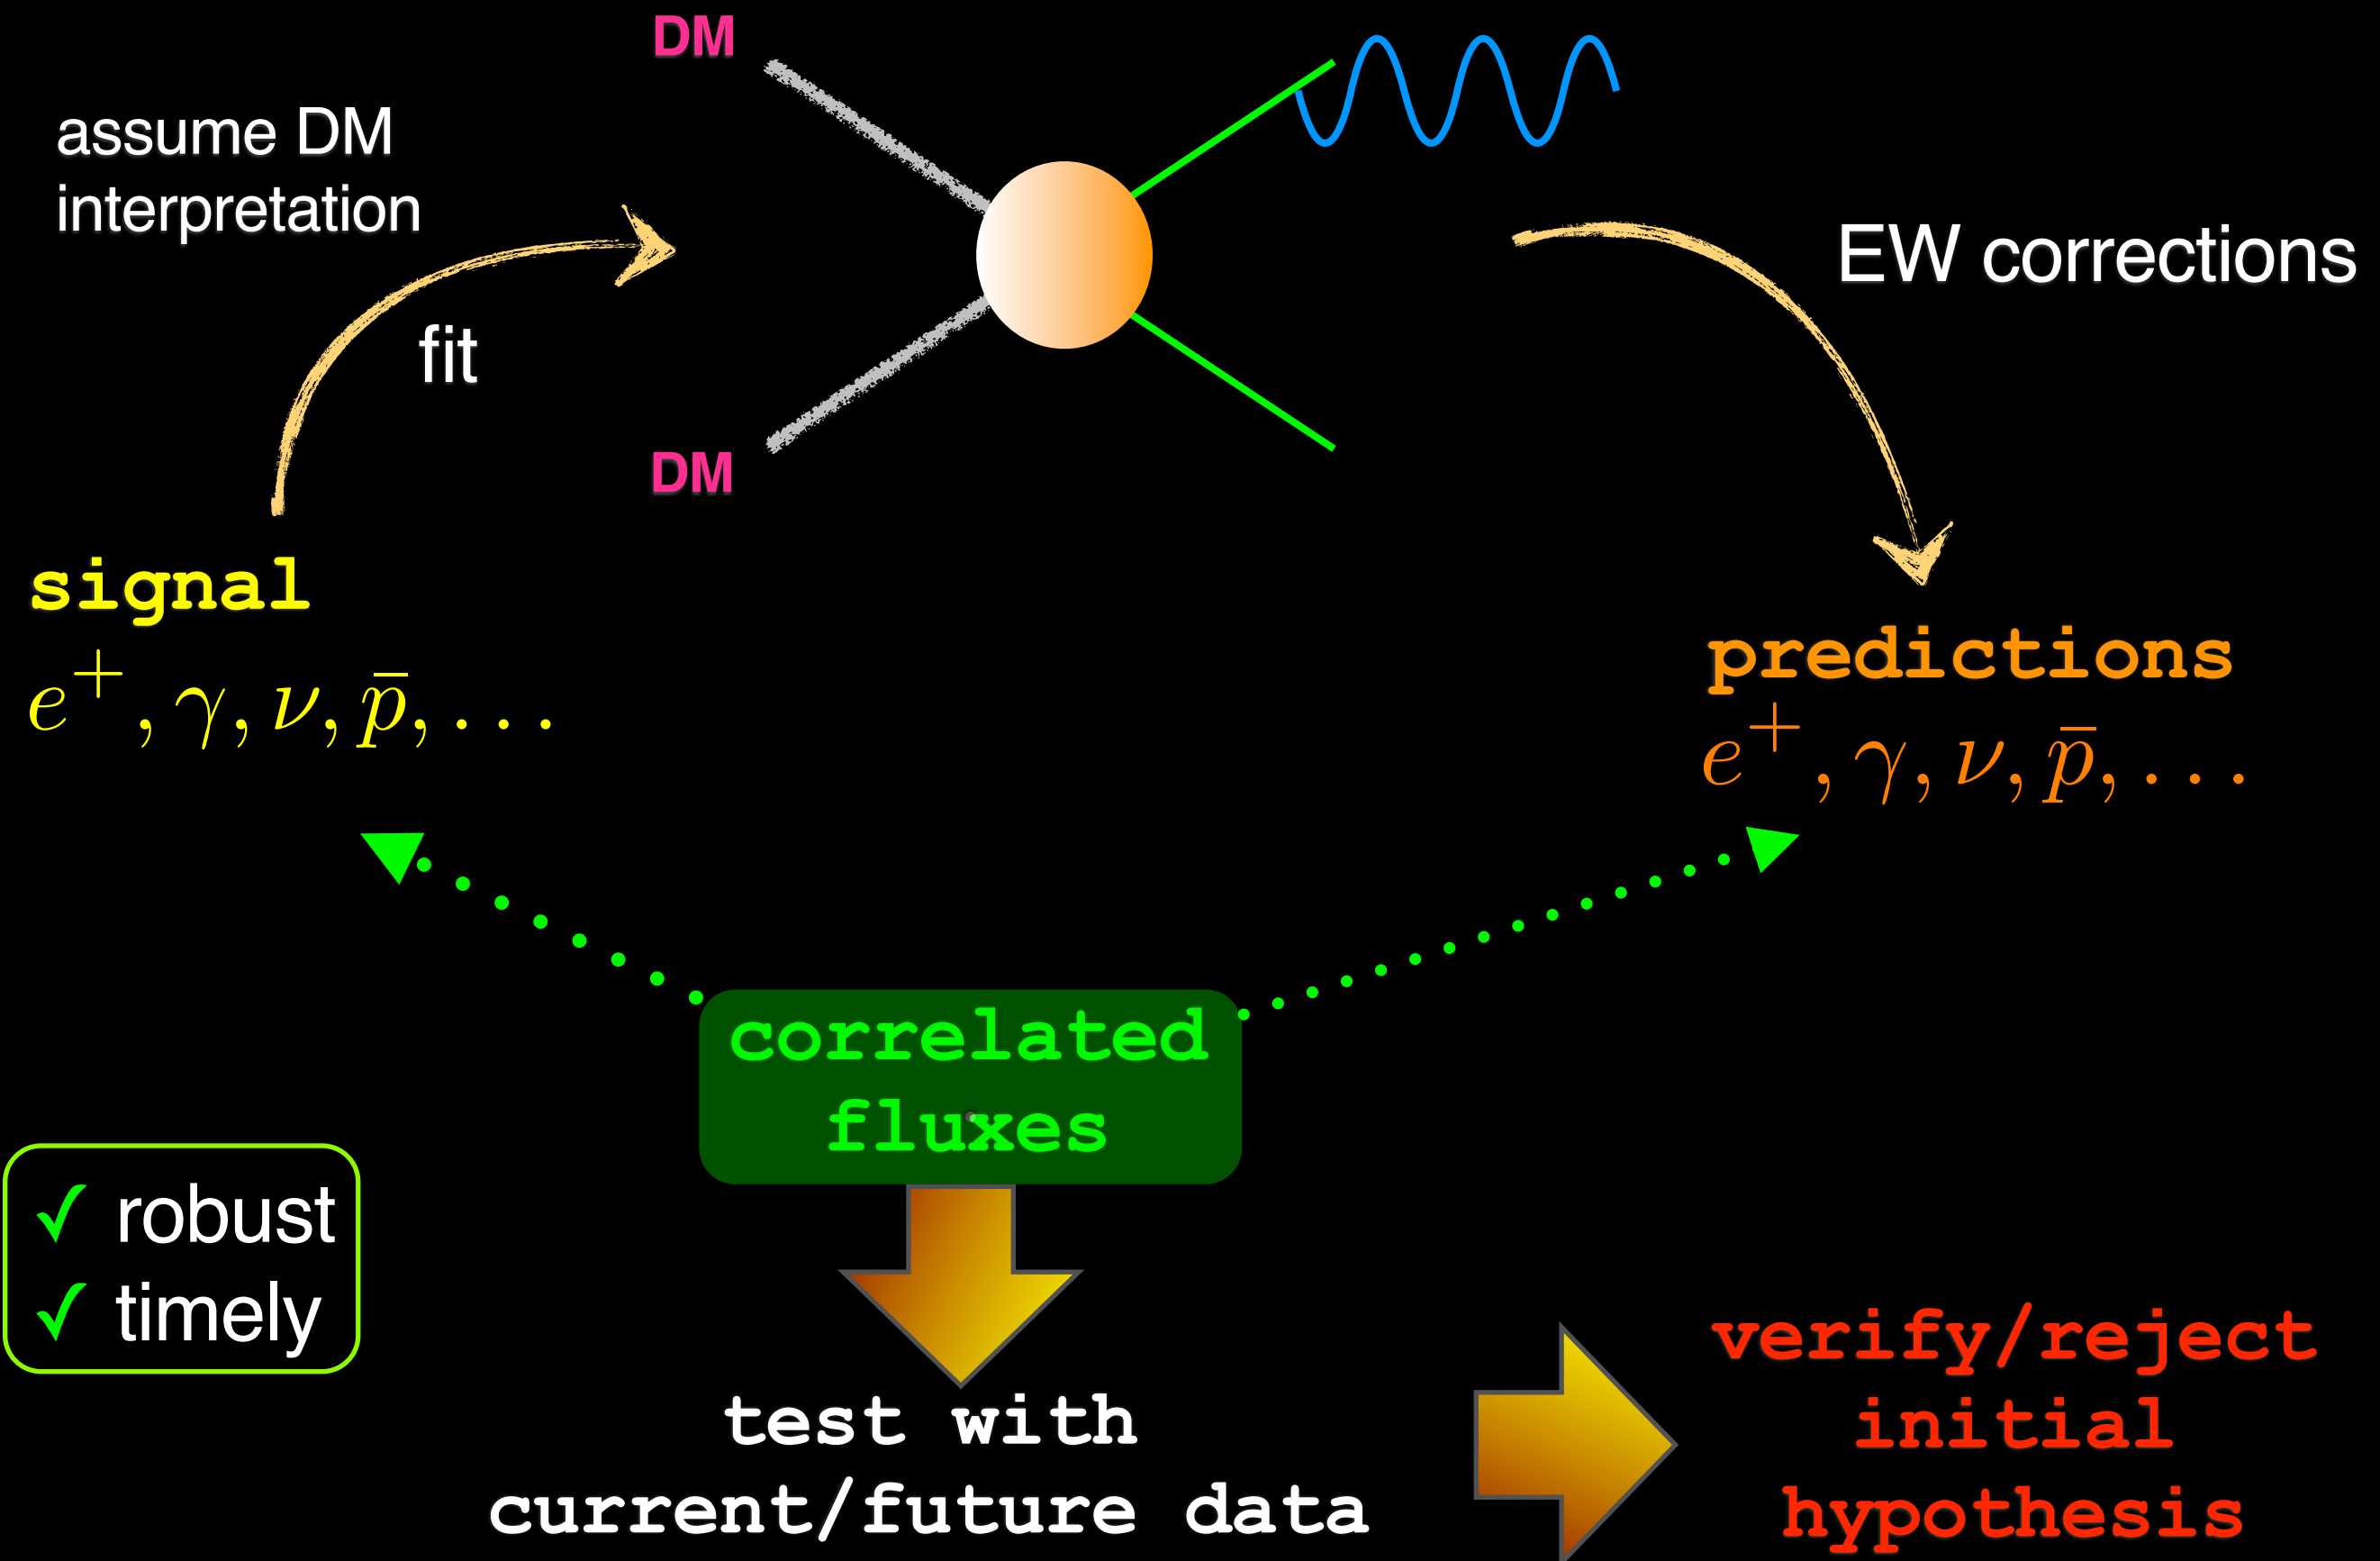 DM
assume DM
interpretation
EW corrections
fit
DM
signal
e⁺, γ, ν, p̄, ...
predictions
e⁺, γ, ν, p̄, ...
correlated
fluxes
✓ robust
✓ timely
test with
current/future data
verify/reject
initial
hypothesis